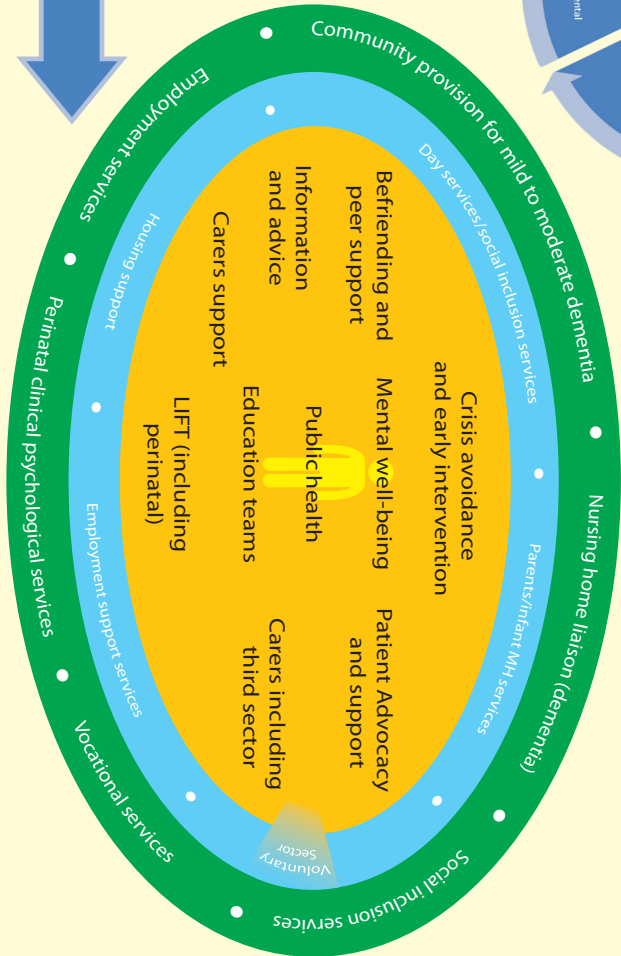 ental
Community provision for mild to moderate dementia
Nursing home liaison (dementia)
Social inclusion services
Vocational services
Perinatal clinical psychological services
Employment services
Day services/social inclusion services
Parents/infant MH services
Voluntary
Sector
Employment support services
Housing support
Crisis avoidance
and early intervention
Befriending and
peer support
Mental well-being
Patient Advocacy
and support
Information
and advice
Public health
Carers including
third sector
Carers support
Education teams
LIFT (including
perinatal)